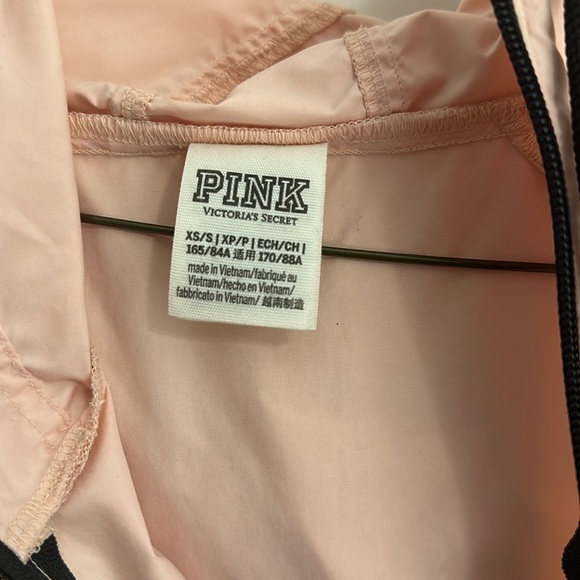 PINK
VICTORIA'S SECRET
XS/S | XP/P | ECH/CH |
165/84A 适用 170/88A
made in Vietnam/fabriqué au
Vietnam/hecho en Vietnam/
fabbricato in Vietnam/ 越南制造